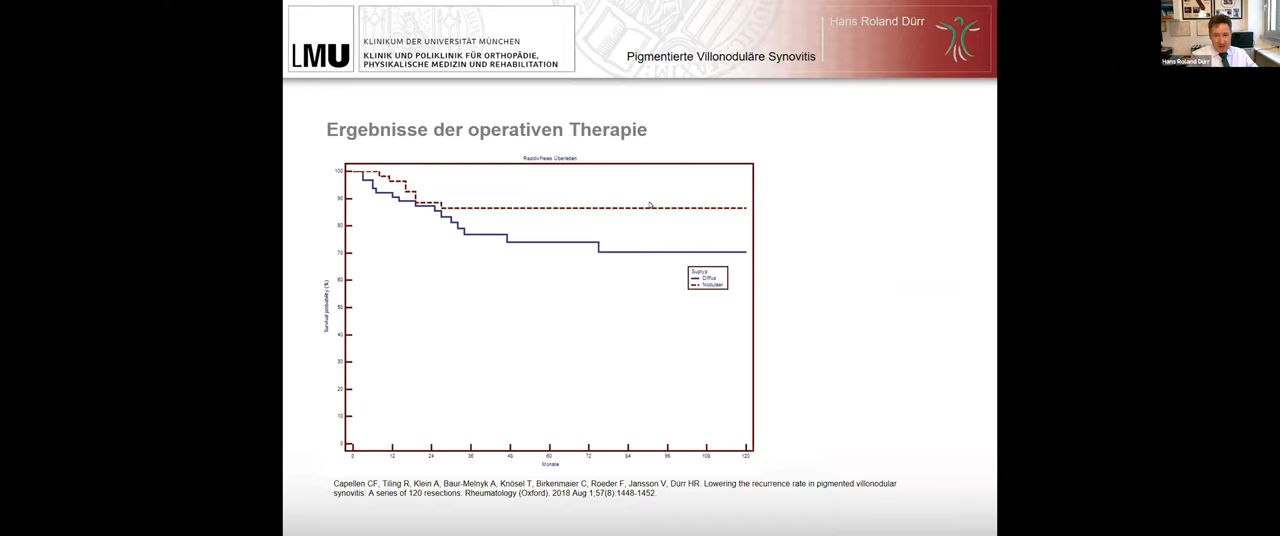 LMU
KLINIKUM DER UNIVERSITÄT MÜNCHEN
KLINIK UND POLIKLINIK FÜR ORTHOPÄDIE,
PHYSIKALISCHE MEDIZIN UND REHABILITATION
Pigmentierte Villonoduläre Synovitis
Hans Roland Dürr
Hans Roland Dürr
Ergebnisse der operativen Therapie
Rezidivfreies Überleben
Survival probability (%)
100
90
80
70
60
50
40
30
20
10
0
Subtyp
Diffus
Nodulaer
0 12 24 36 48 60 72 84 96 108 120
Monate
Capellen CF, Tiling R, Klein A, Baur-Melnyk A, Knösel T, Birkenmaier C, Roeder F, Jansson V, Dürr HR. Lowering the recurrence rate in pigmented villonodular
synovitis: A series of 120 resections. Rheumatology (Oxford). 2018 Aug 1;57(8):1448-1452.